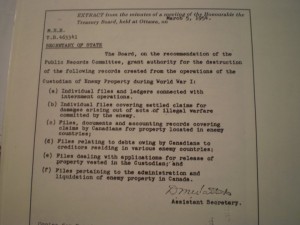 EXTRACT from the minutes of a meeting of the Honourable the
Treasury Board, held at Ottawa, on
March 5, 195
SECRETARY OF STATE
The Board, on the recommendation of the
Public Records Committee, grant authority for the destruction
of the following records created from the operations of the
Custodian of Enemy Property during World War I:
(a) Individual files and ledgers connected with
internment operations.
(b) Individual files covering settled claims for
damages arising out of acts of illegal warfare
committed by the enemy.
(c) Files, documents and accounting records covering
claims by Canadians for property located in enemy
countries;
(d) Files relating to debts owing by Canadians to
creditors residing in various enemy countries;
(e) Files dealing with applications for release of
property vested in the Custodian; and
(f) Files pertaining to the administration and
liquidation of enemy property in Canada.
Assistant Secretary.